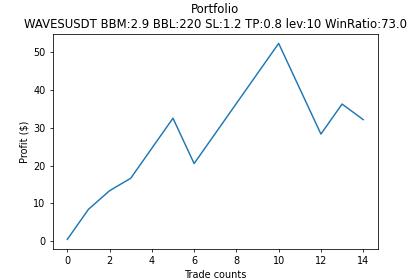 Portfolio
WAVESUSDT BBM:2.9 BBL:220 SL:1.2 TP:0.8 lev:10 WinRatio:73.0
Profit ($)
50
40
30
20
10
0
0 2 4 6 8 10 12 14
Trade counts